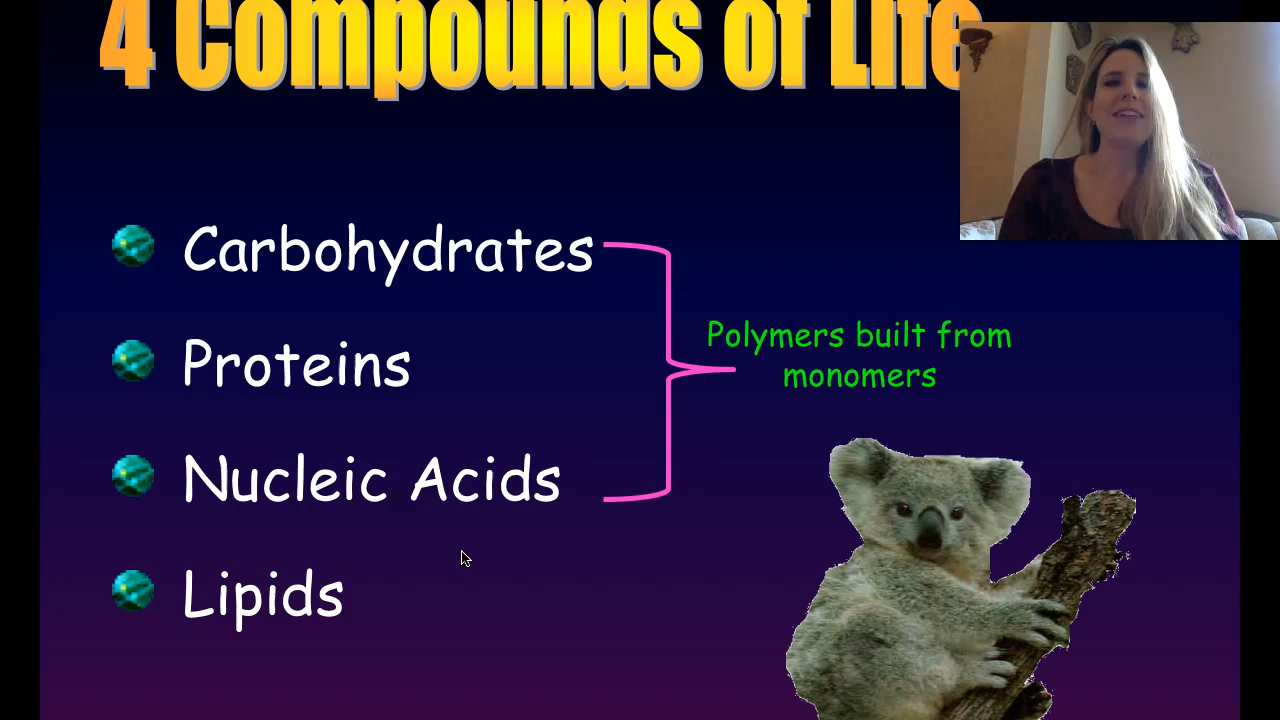 4 Compounds of Life
Carbohydrates
Proteins
Nucleic Acids
Lipids
Polymers built from
monomers